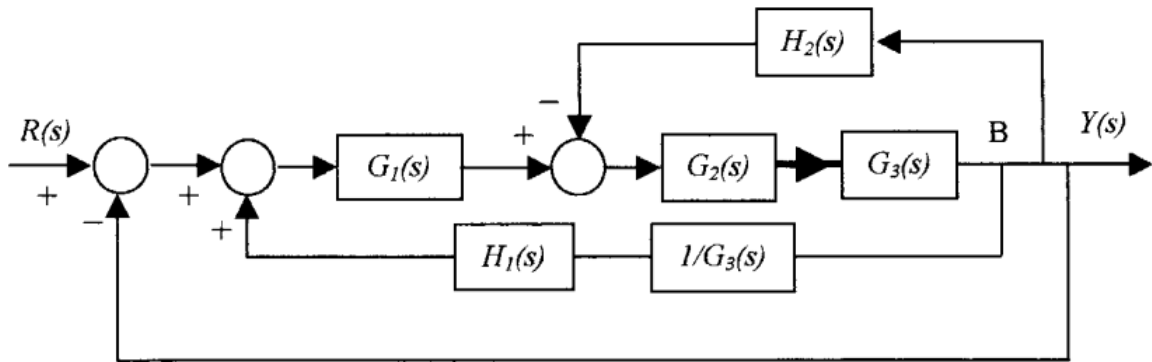 H₂(s)
R(s)
+
−
+
+
G₁(s)
+
−
G₂(s)
G₃(s)
B
Y(s)
H₁(s)
1/G₃(s)